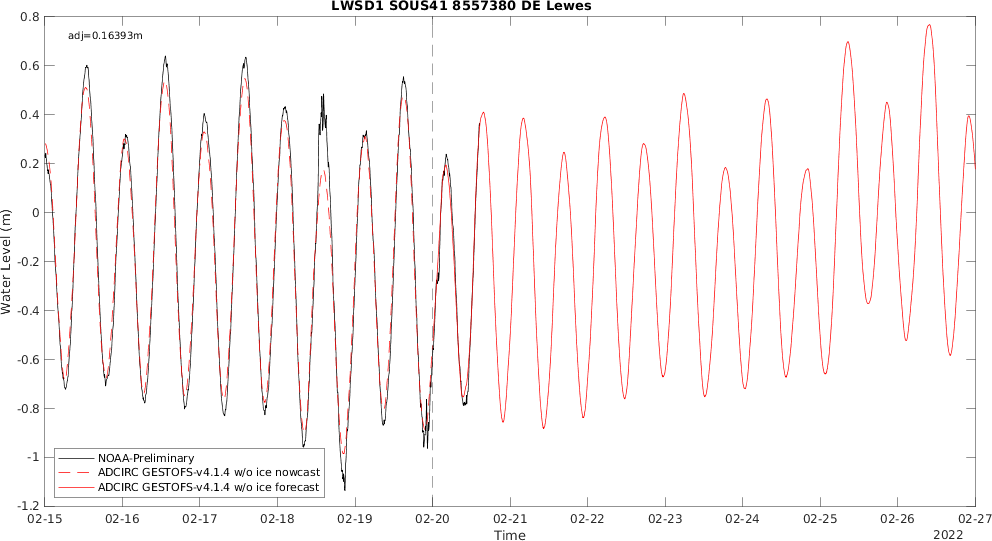 LWSD1 SOUS41 8557380 DE Lewes
adj=0.16393m
0.8
0.6
0.4
0.2
0
-0.2
-0.4
-0.6
-0.8
-1
-1.2
Water Level (m)
NOAA-Preliminary
ADCIRC GESTOFS-v4.1.4 w/o ice nowcast
ADCIRC GESTOFS-v4.1.4 w/o ice forecast
02-15 02-16 02-17 02-18 02-19 02-20 02-21 02-22 02-23 02-24 02-25 02-26 02-27
Time
2022